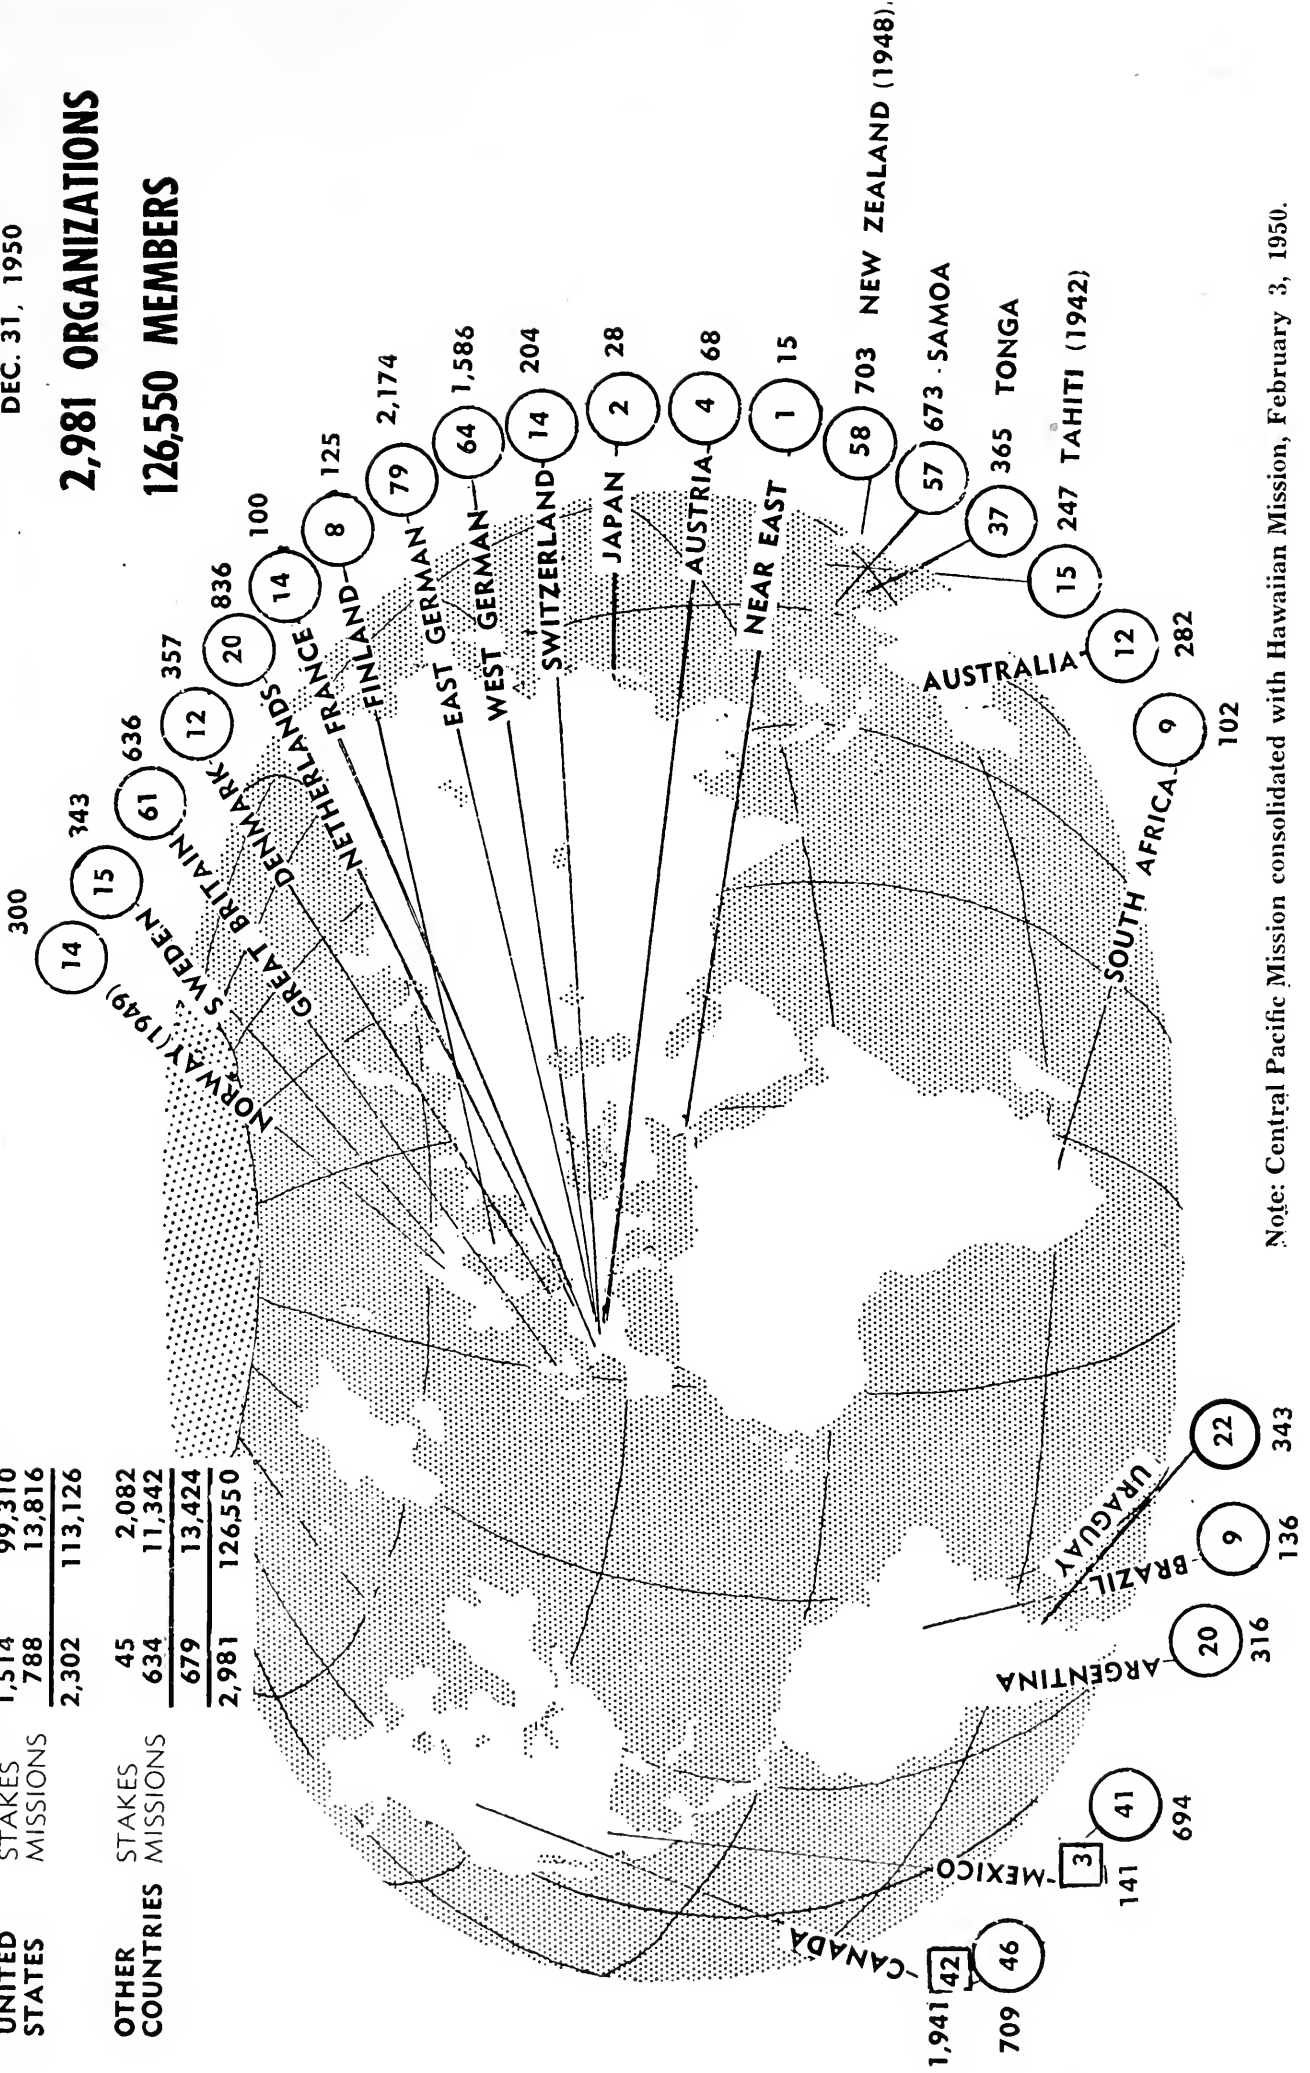 DEC. 31, 1950
2,981 ORGANIZATIONS
126,550 MEMBERS
UNITED STAKES 1,514 99,310
STATES MISSIONS 788 13,816
2,302 113,126
OTHER STAKES 45 2,082
COUNTRIES MISSIONS 634 11,342
679 13,424
2,981 126,550
300
14
NORWAY (1949)
343
15
SWEDEN
636
61
GREAT BRITAIN
357
12
DENMARK
836
20
NETHERLANDS
100
14
FRANCE
125
8
FINLAND
2,174
79
EAST GERMAN
1,586
64
WEST GERMAN
204
14
SWITZERLAND
28
2
JAPAN
68
4
AUSTRIA
15
1
NEAR EAST
58
703 NEW ZEALAND (1948)
57
673 SAMOA
37
365 TONGA
15
247 TAHITI (1942)
AUSTRALIA
12
282
SOUTH AFRICA
9
102
URAGUAY
22
343
BRAZIL
9
136
ARGENTINA
20
316
MEXICO
3
141
41
694
CANADA
42
1,941
46
709
Note: Central Pacific Mission consolidated with Hawaiian Mission, February 3, 1950.